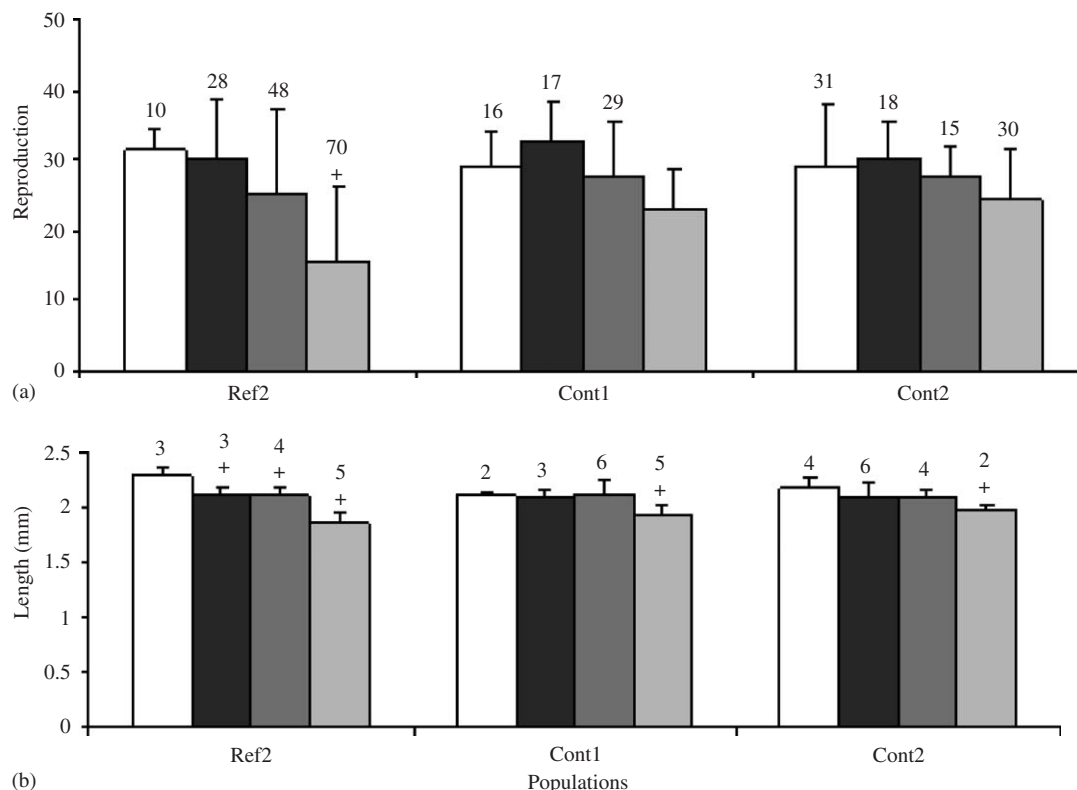 50
40
30
20
10
0
Reproduction
10 28 48 70 + 16 17 29 31 18 15 30
(a) Ref2 Cont1 Cont2
2.5
2
1.5
1
0.5
0
Length (mm)
3 3 + 4 + 5 + 2 3 6 5 + 4 6 4 2 +
Ref2 Cont1 Cont2
(b) Populations